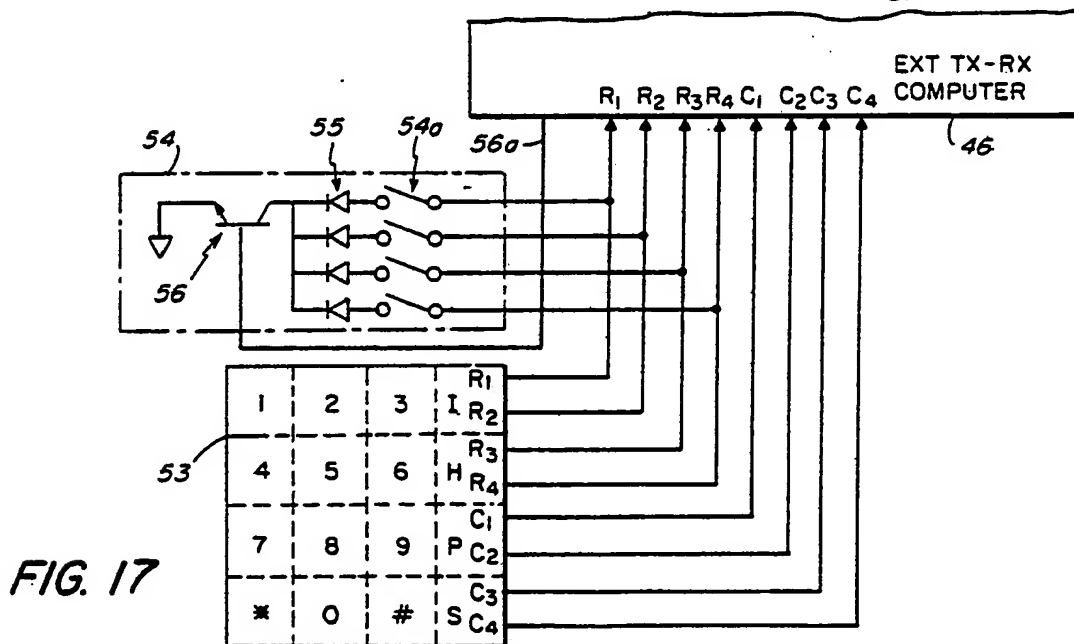 EXT TX-RX
R1 R2 R3 R4 C1 C2 C3 C4 COMPUTER
54 55 54a 56a 46
56
1 2 3 I R1
R2
53 4 5 6 H R3
R4
7 8 9 P C1
C2
* 0 # S C3
C4
FIG. 17